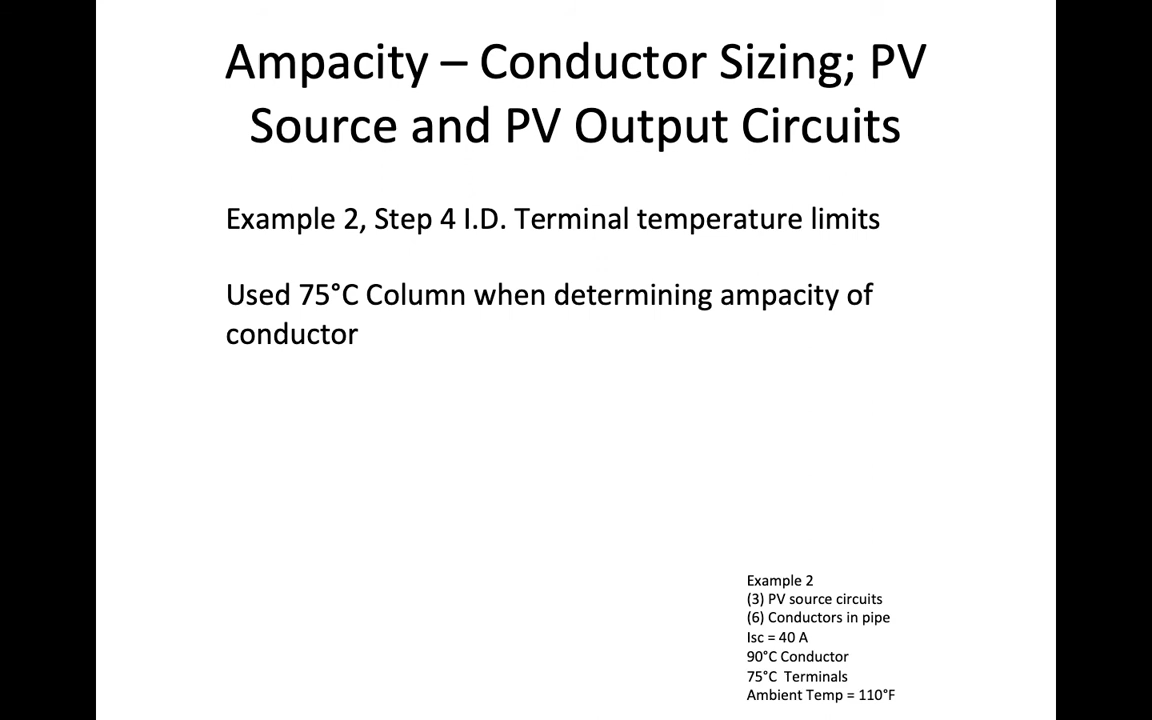 Ampacity – Conductor Sizing; PV
Source and PV Output Circuits
Example 2, Step 4 I.D. Terminal temperature limits
Used 75°C Column when determining ampacity of
conductor
Example 2
(3) PV source circuits
(6) Conductors in pipe
Isc = 40 A
90°C Conductor
75°C Terminals
Ambient Temp = 110°F